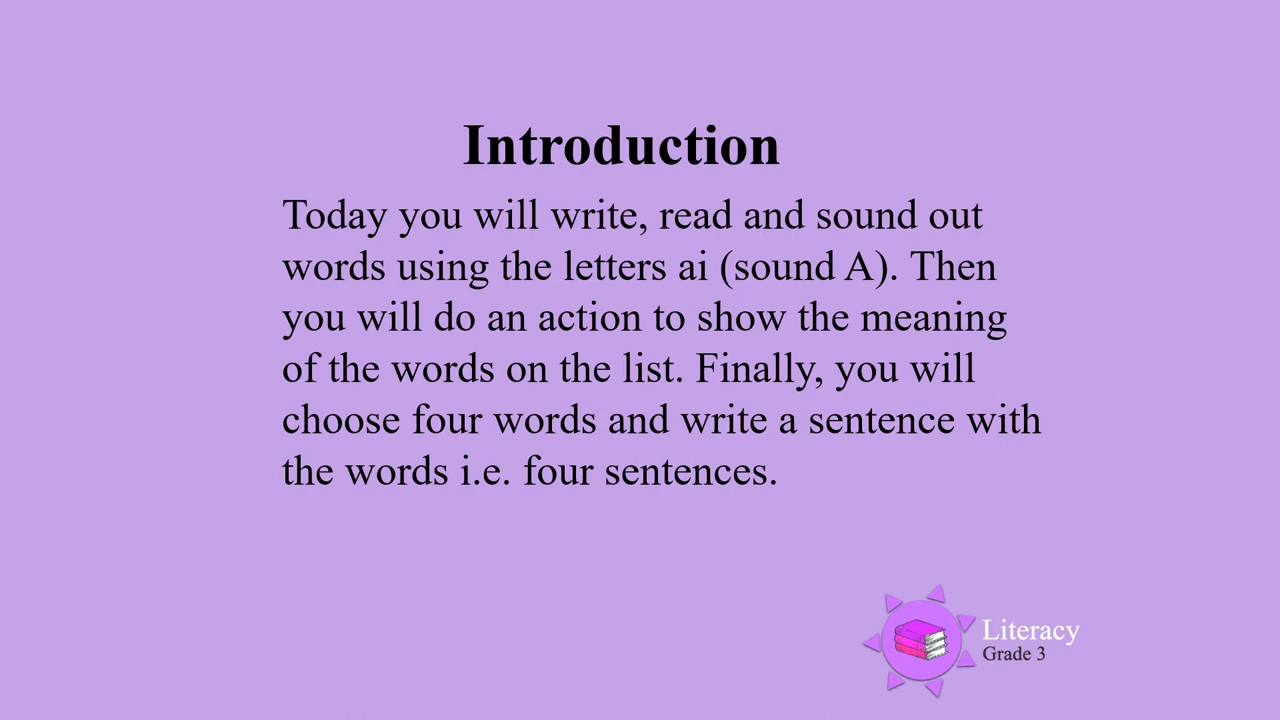 Introduction
Today you will write, read and sound out
words using the letters ai (sound A). Then
you will do an action to show the meaning
of the words on the list. Finally, you will
choose four words and write a sentence with
the words i.e. four sentences.
Literacy
Grade 3